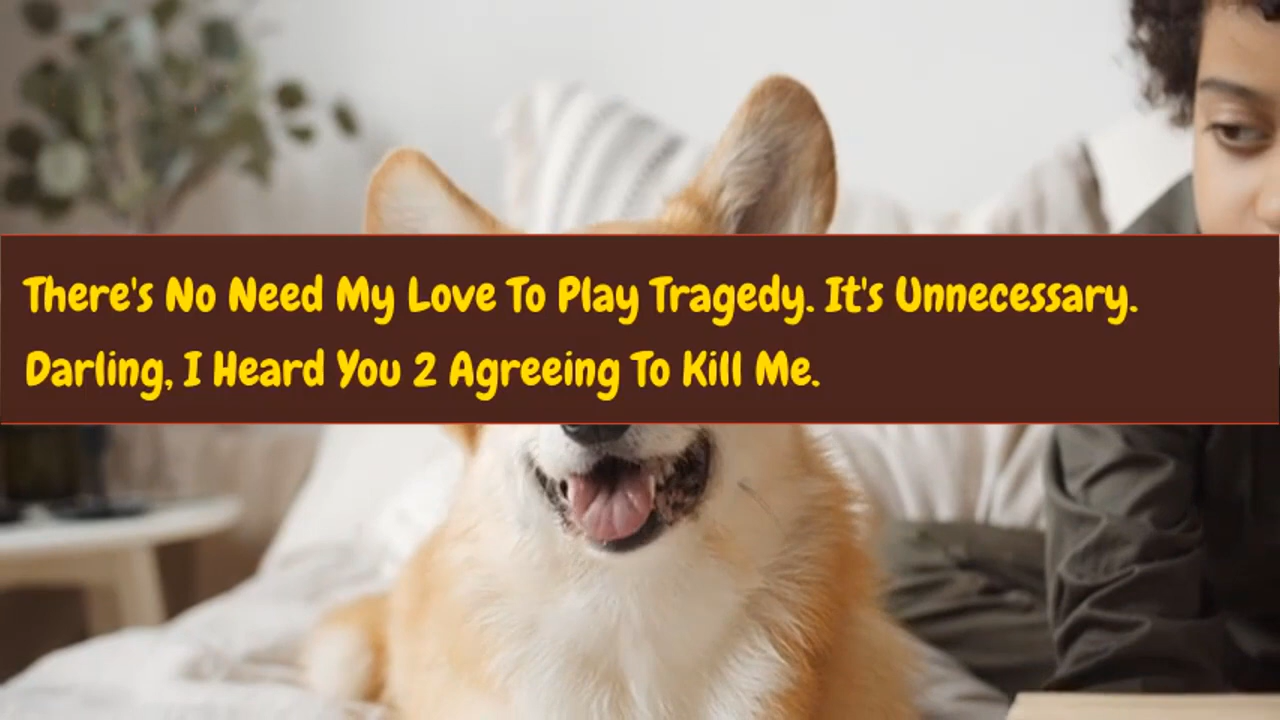 There's No Need My Love To Play Tragedy. It's Unnecessary.
Darling, I Heard You 2 Agreeing To Kill Me.